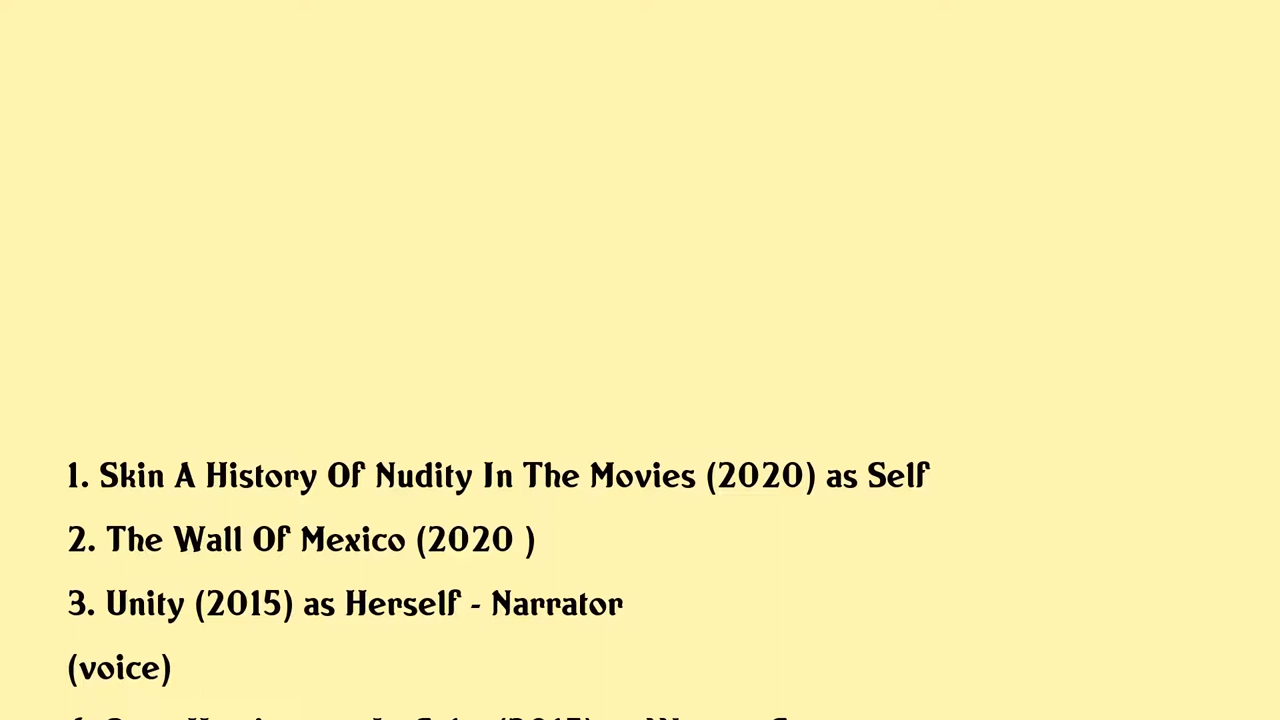 1. Skin A History Of Nudity In The Movies (2020) as Self
2. The Wall Of Mexico (2020 )
3. Unity (2015) as Herself - Narrator
(voice)